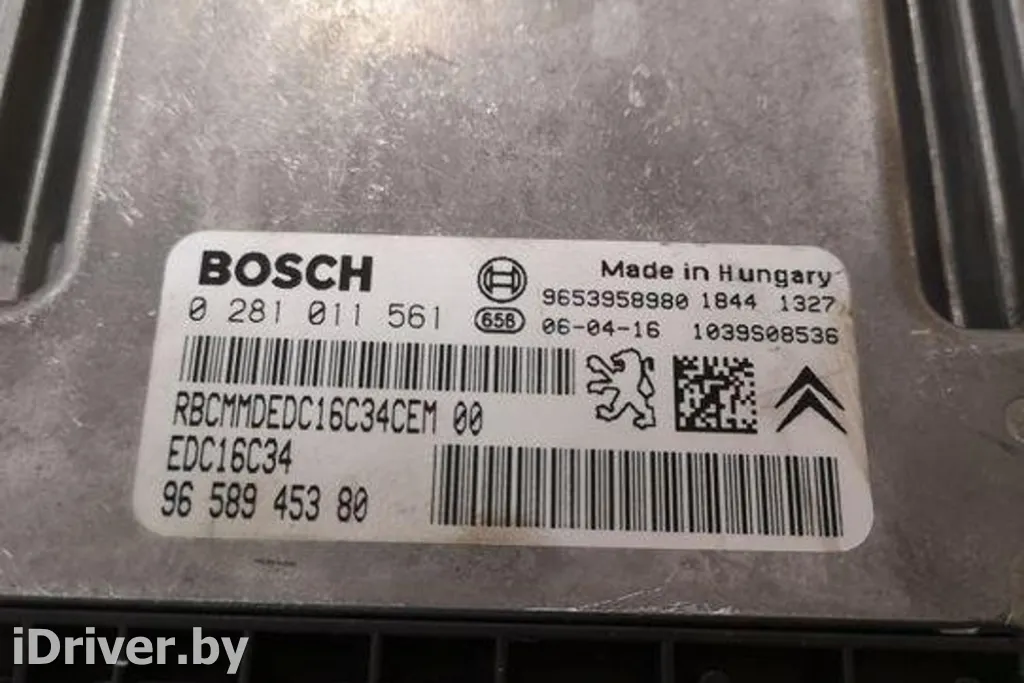 BOSCH
Made in Hungary
0 281 011 561
9653958980 1844 1327
658
06-04-16 1039S08536
RBCMMDEDC16C34CEM 00
EDC16C34
96 589 453 80
iDriver.by